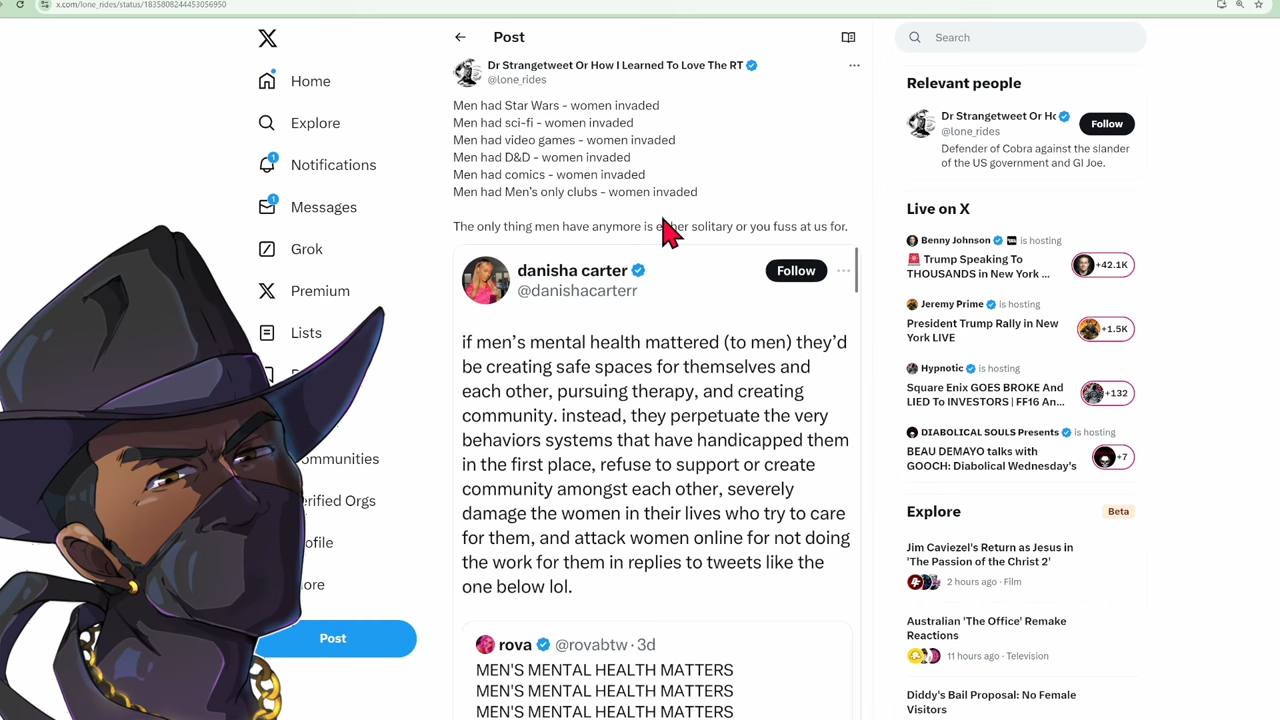 x.com/lone_rides/status/1835808244453056950
Home
Explore
1
Notifications
1
Messages
Grok
Premium
Lists
ommunities
erified Orgs
ofile
ore
Post
Post
Dr Strangetweet Or How I Learned To Love The RT
@lone_rides
Men had Star Wars - women invaded
Men had sci-fi - women invaded
Men had video games - women invaded
Men had D&D - women invaded
Men had comics - women invaded
Men had Men's only clubs - women invaded
The only thing men have anymore is either solitary or you fuss at us for.
danisha carter
Follow
@danishacarterr
if men's mental health mattered (to men) they'd
be creating safe spaces for themselves and
each other, pursuing therapy, and creating
community. instead, they perpetuate the very
behaviors systems that have handicapped them
in the first place, refuse to support or create
community amongst each other, severely
damage the women in their lives who try to care
for them, and attack women online for not doing
the work for them in replies to tweets like the
one below lol.
rova @rovabtw · 3d
MEN'S MENTAL HEALTH MATTERS
MEN'S MENTAL HEALTH MATTERS
MEN'S MENTAL HEALTH MATTERS
Search
Relevant people
Dr Strangetweet Or Ho
@lone_rides
Follow
Defender of Cobra against the slander
of the US government and GI Joe.
Live on X
Benny Johnson is hosting
Trump Speaking To
THOUSANDS in New York ...
+42.1K
Jeremy Prime is hosting
President Trump Rally in New
York LIVE
+1.5K
Hypnotic is hosting
Square Enix GOES BROKE And
LIED To INVESTORS | FF16 An...
+132
DIABOLICAL SOULS Presents is hosting
BEAU DEMAYO talks with
GOOCH: Diabolical Wednesday's
+7
Explore
Beta
Jim Caviezel's Return as Jesus in
'The Passion of the Christ 2'
2 hours ago · Film
Australian 'The Office' Remake
Reactions
11 hours ago · Television
Diddy's Bail Proposal: No Female
Visitors